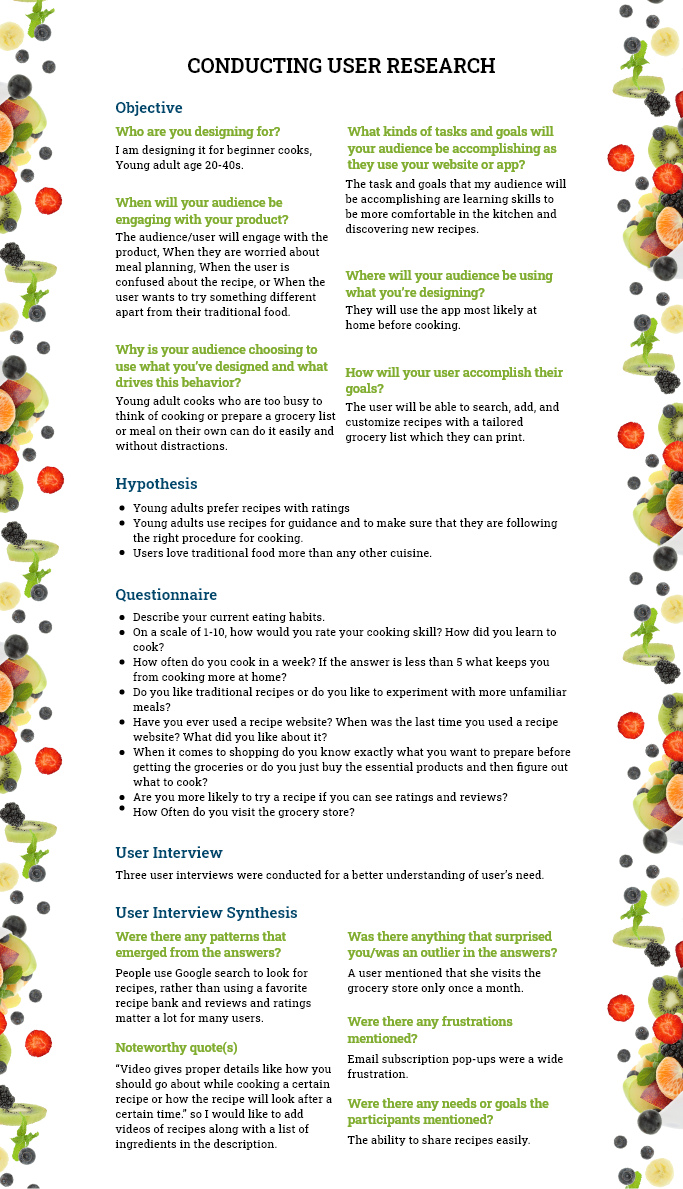 CONDUCTING USER RESEARCH
Objective
Who are you designing for?
I am designing it for beginner cooks,
Young adult age 20-40s.
When will your audience be
engaging with your product?
The audience/user will engage with the
product, When they are worried about
meal planning, When the user is
confused about the recipe, or When the
user wants to try something different
apart from their traditional food.
Why is your audience choosing to
use what you've designed and what
drives this behavior?
Young adult cooks who are too busy to
think of cooking or prepare a grocery list
or meal on their own can do it easily and
without distractions.
What kinds of tasks and goals will
your audience be accomplishing as
they use your website or app?
The task and goals that my audience will
be accomplishing are learning skills to
be more comfortable in the kitchen and
discovering new recipes.
Where will your audience be using
what you're designing?
They will use the app most likely at
home before cooking.
How will your user accomplish their
goals?
The user will be able to search, add, and
customize recipes with a tailored
grocery list which they can print.
Hypothesis
● Young adults prefer recipes with ratings
● Young adults use recipes for guidance and to make sure that they are following
the right procedure for cooking.
● Users love traditional food more than any other cuisine.
Questionnaire
● Describe your current eating habits.
● On a scale of 1-10, how would you rate your cooking skill? How did you learn to
cook?
● How often do you cook in a week? If the answer is less than 5 what keeps you
from cooking more at home?
● Do you like traditional recipes or do you like to experiment with more unfamiliar
meals?
● Have you ever used a recipe website? When was the last time you used a recipe
website? What did you like about it?
● When it comes to shopping do you know exactly what you want to prepare before
getting the groceries or do you just buy the essential products and then figure out
what to cook?
● Are you more likely to try a recipe if you can see ratings and reviews?
● How Often do you visit the grocery store?
User Interview
Three user interviews were conducted for a better understanding of user's need.
User Interview Synthesis
Were there any patterns that
emerged from the answers?
People use Google search to look for
recipes, rather than using a favorite
recipe bank and reviews and ratings
matter a lot for many users.
Noteworthy quote(s)
“Video gives proper details like how you
should go about while cooking a certain
recipe or how the recipe will look after a
certain time.” so I would like to add
videos of recipes along with a list of
ingredients in the description.
Was there anything that surprised
you/was an outlier in the answers?
A user mentioned that she visits the
grocery store only once a month.
Were there any frustrations
mentioned?
Email subscription pop-ups were a wide
frustration.
Were there any needs or goals the
participants mentioned?
The ability to share recipes easily.